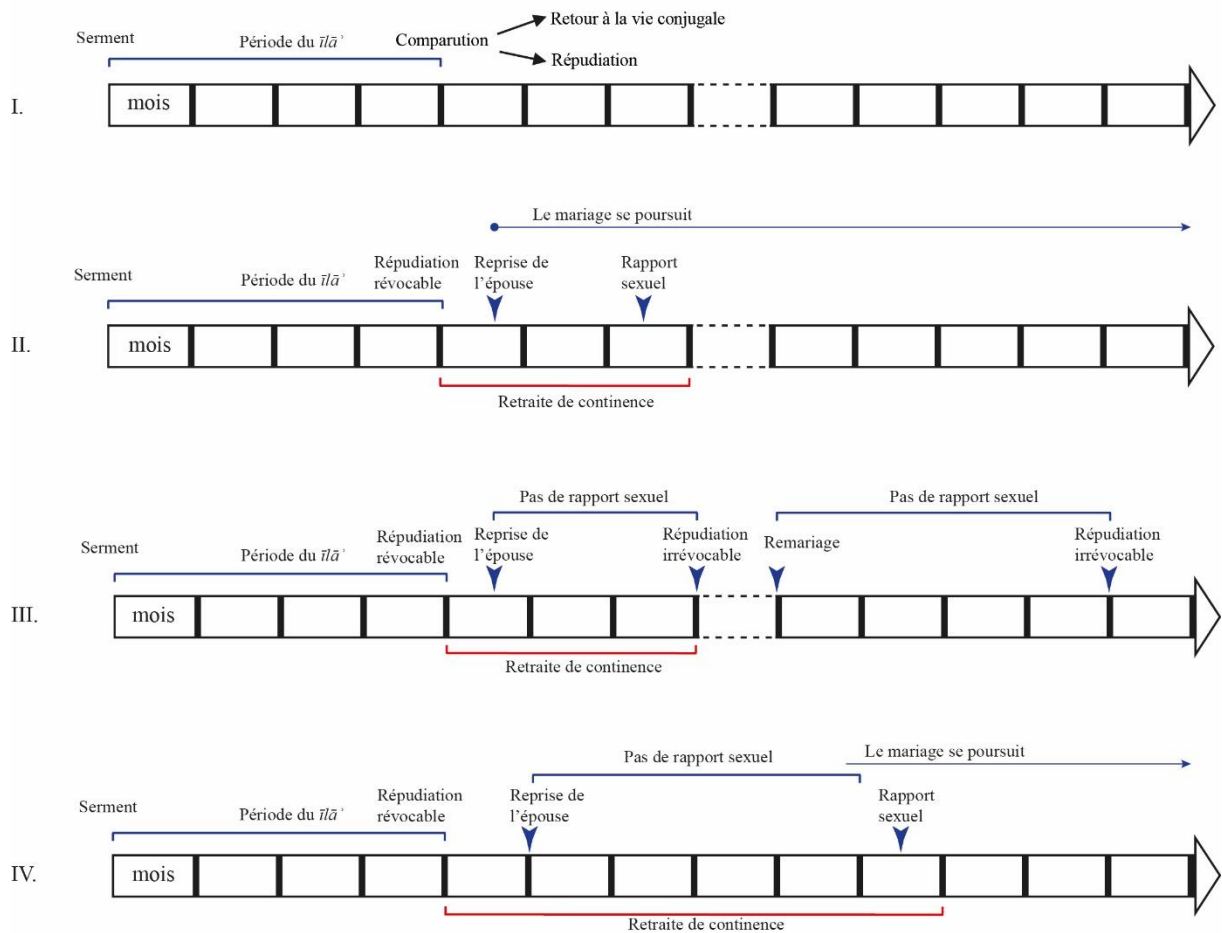 Retour à la vie conjugale
Serment
Période du īlāʾ
Comparution
Répudiation
I.
mois
Le mariage se poursuit
Serment
Période du īlāʾ
Répudiation
révocable
Reprise de
l’épouse
Rapport
sexuel
II.
mois
Retraite de continence
Pas de rapport sexuel
Pas de rapport sexuel
Serment
Période du īlāʾ
Répudiation
révocable
Reprise de
l’épouse
Répudiation
irrévocable
Remariage
Répudiation
irrévocable
III.
mois
Retraite de continence
Pas de rapport sexuel
Le mariage se poursuit
Serment
Période du īlāʾ
Répudiation
révocable
Reprise de
l’épouse
Rapport
sexuel
IV.
mois
Retraite de continence